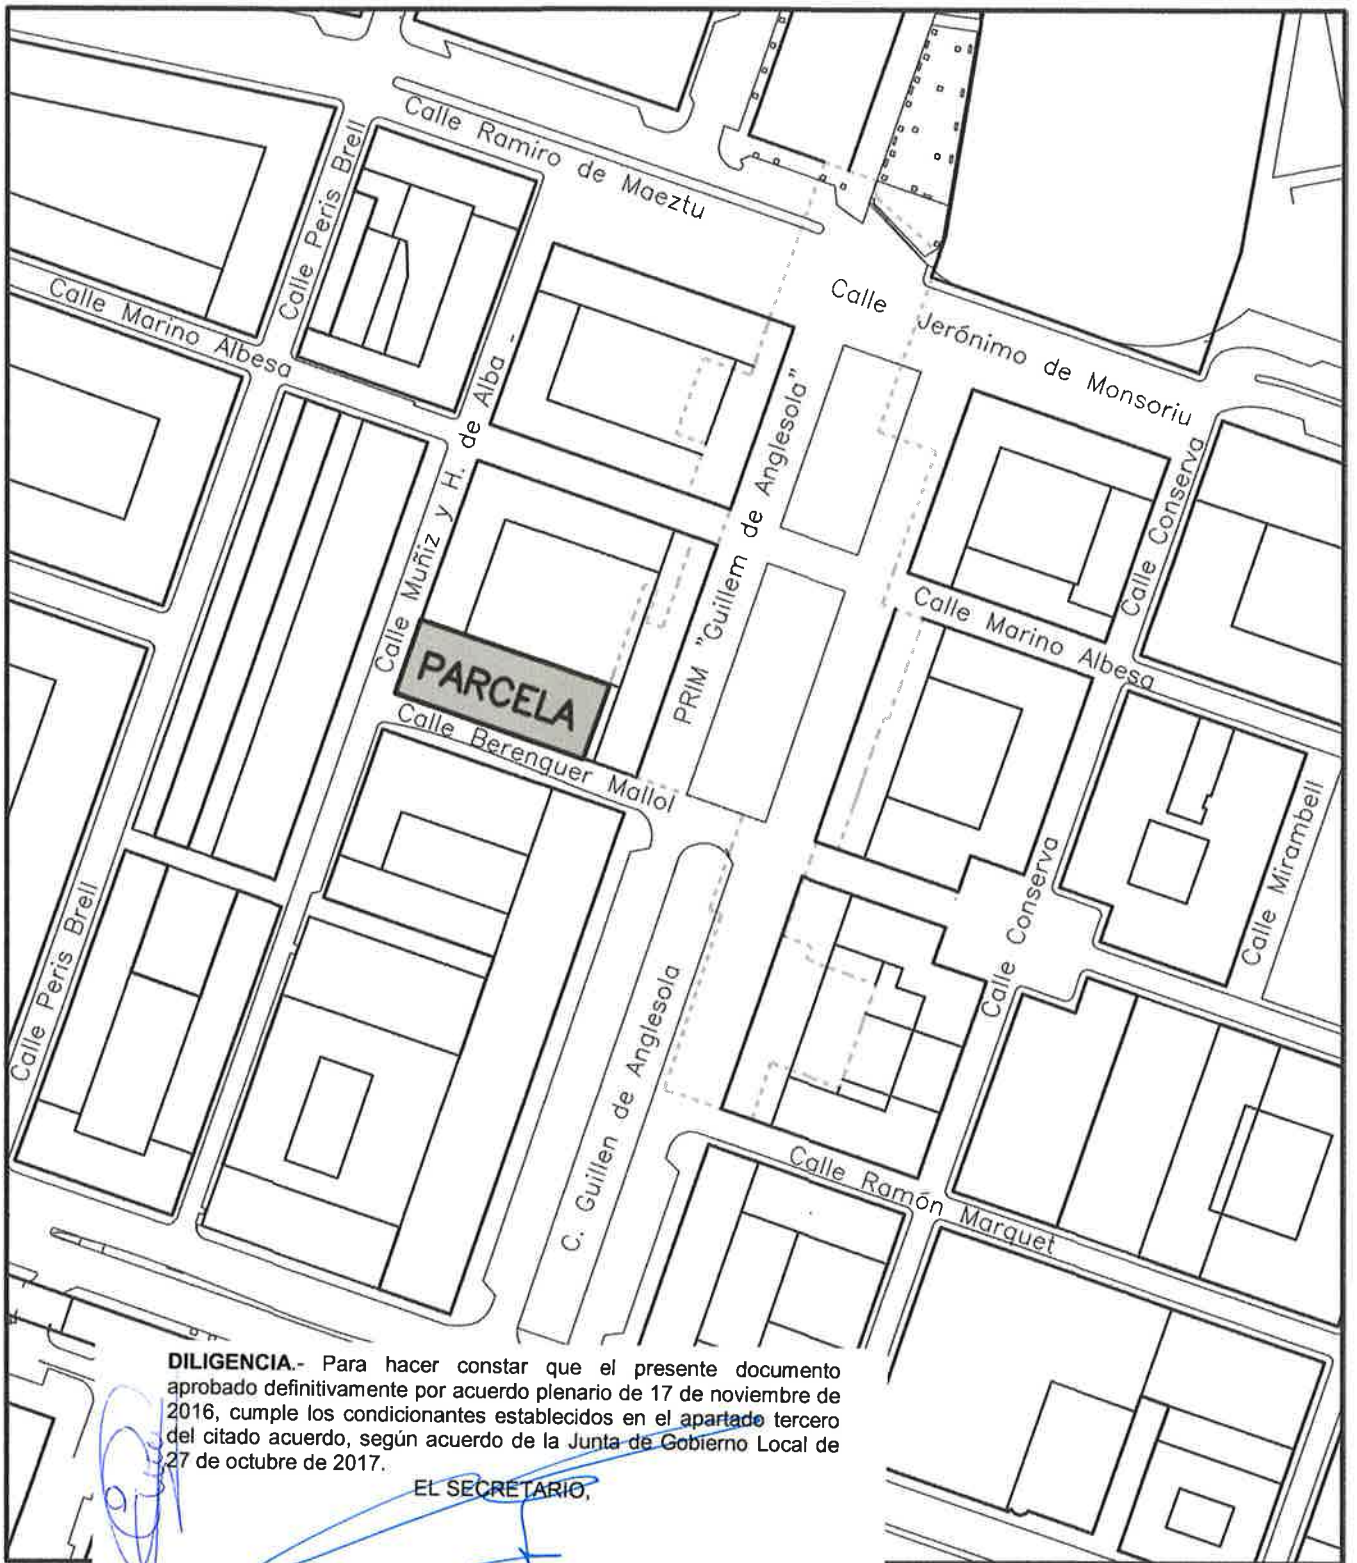 Calle Ramiro de Maeztu
Calle Peris Brell
Calle Marino Albesa
Calle Jerónimo de Monsoriu
Calle Muñiz y H. de Alba -
PRIM "Guillem de Anglesola"
Calle Conserva
Calle Marino Albesa
PARCELA
Calle Berenguer Mallol
Calle Mirambell
Calle Conserva
Calle Peris Brell
C. Guillen de Anglesola
Calle Ramón Marquet
DILIGENCIA.- Para hacer constar que el presente documento
aprobado definitivamente por acuerdo plenario de 17 de noviembre de
2016, cumple los condicionantes establecidos en el apartado tercero
del citado acuerdo, según acuerdo de la Junta de Gobierno Local de
27 de octubre de 2017.
EL SECRETARIO,